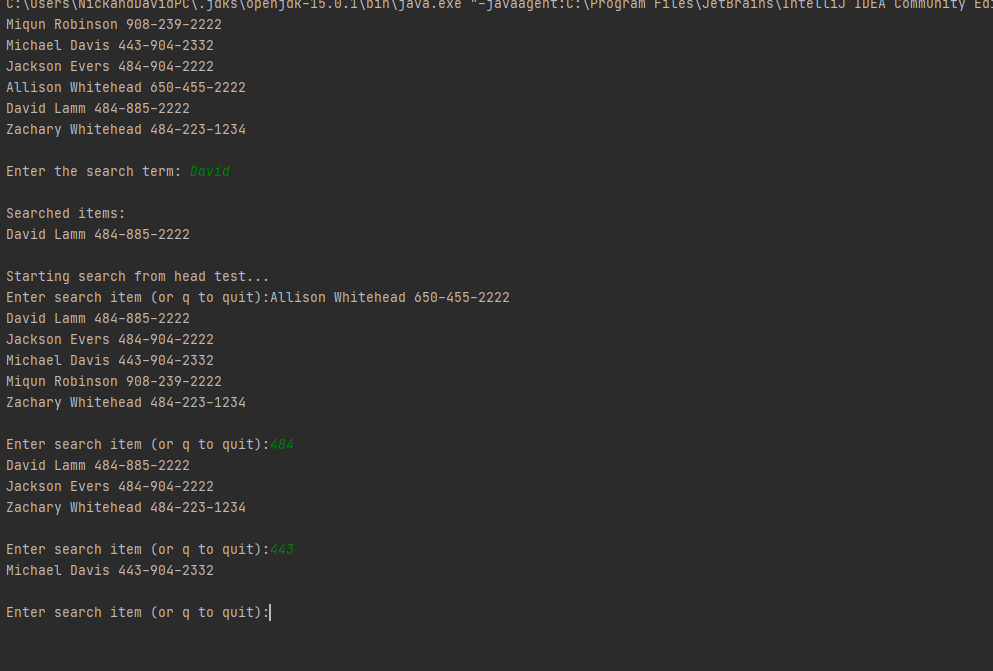 C:\Users\NickandDavidPC\.jdks\openjdk-15.0.1\bin\java.exe "-javaagent:C:\Program Files\JetBrains\IntelliJ IDEA Community Edi
Miqun Robinson 908-239-2222
Michael Davis 443-904-2332
Jackson Evers 484-904-2222
Allison Whitehead 650-455-2222
David Lamm 484-885-2222
Zachary Whitehead 484-223-1234
Enter the search term: David
Searched items:
David Lamm 484-885-2222
Starting search from head test...
Enter search item (or q to quit):Allison Whitehead 650-455-2222
David Lamm 484-885-2222
Jackson Evers 484-904-2222
Michael Davis 443-904-2332
Miqun Robinson 908-239-2222
Zachary Whitehead 484-223-1234
Enter search item (or q to quit):484
David Lamm 484-885-2222
Jackson Evers 484-904-2222
Zachary Whitehead 484-223-1234
Enter search item (or q to quit):443
Michael Davis 443-904-2332
Enter search item (or q to quit):